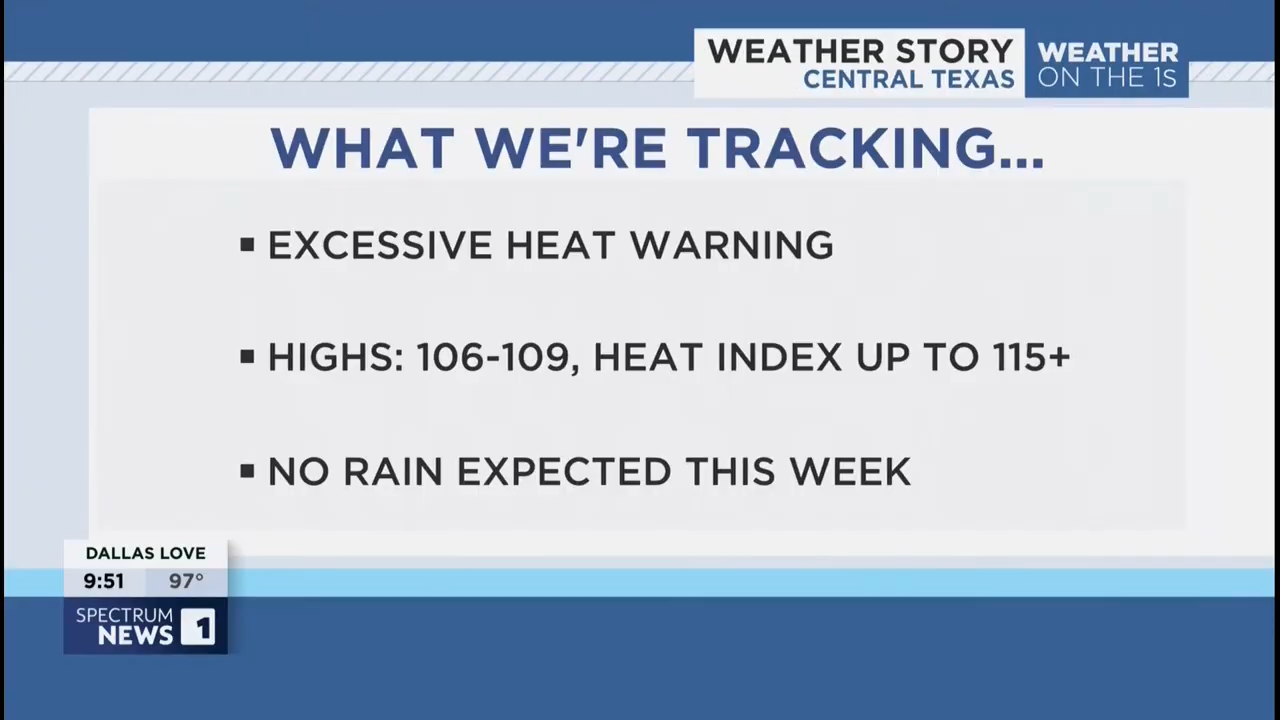 WEATHER STORY
CENTRAL TEXAS
WEATHER
ON THE 1S
WHAT WE'RE TRACKING...
▪ EXCESSIVE HEAT WARNING
▪ HIGHS: 106-109, HEAT INDEX UP TO 115+
▪ NO RAIN EXPECTED THIS WEEK
DALLAS LOVE
9:51 97°
SPECTRUM
NEWS 1